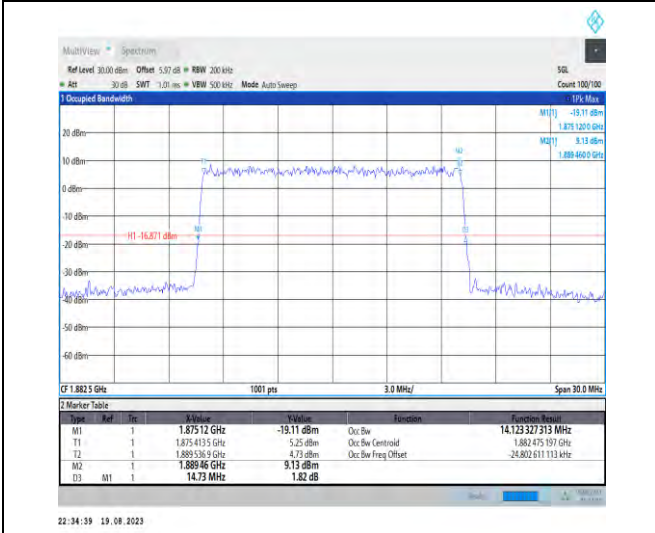 MultiView Spectrum
Ref Level 30.00 dBm Offset 5.97 dB RBW 200 kHz SGL
Att 30 dB SWT 1.01 ms VBW 500 kHz Mode Auto Sweep Count 100/100
1 Occupied Bandwidth 1Pk Max
M1[1] -19.11 dBm
1.875 120 0 GHz
M2[1] 9.13 dBm
1.889 460 0 GHz
20 dBm
M2
T1
T2
10 dBm
0 dBm
-10 dBm
M1
D3
H1 -16.871 dBm
-20 dBm
-30 dBm
-40 dBm
-50 dBm
-60 dBm
CF 1.882 5 GHz 1001 pts 3.0 MHz/ Span 30.0 MHz
2 Marker Table
Type Ref Trc X-Value Y-Value Function Function Result
M1 1 1.875 12 GHz -19.11 dBm Occ Bw 14.123 327 313 MHz
T1 1 1.875 413 5 GHz 5.25 dBm Occ Bw Centroid 1.882 475 197 GHz
T2 1 1.889 536 9 GHz 4.73 dBm Occ Bw Freq Offset -24.802 611 113 kHz
M2 1 1.889 46 GHz 9.13 dBm
D3 M1 1 14.73 MHz 1.82 dB
22:34:39 19.08.2023